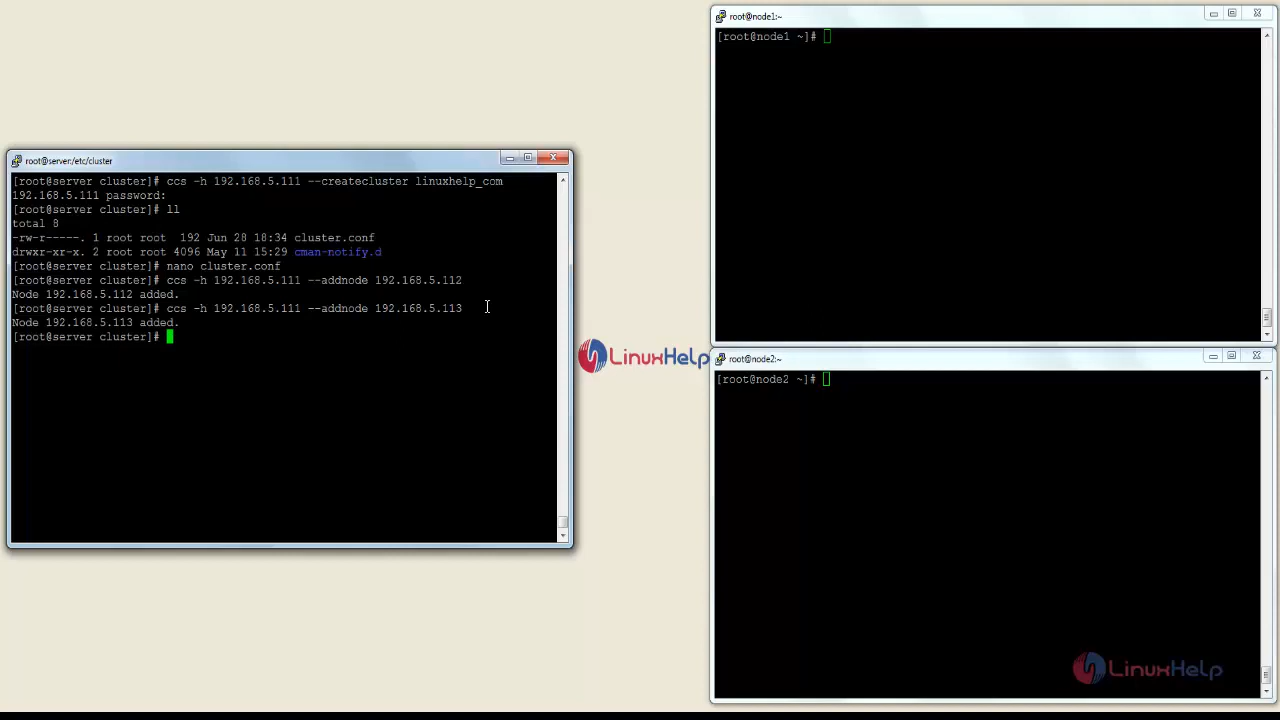 root@server:/etc/cluster
[root@server cluster]# ccs -h 192.168.5.111 --createcluster linuxhelp_com
192.168.5.111 password:
[root@server cluster]# ll
total 8
-rw-r-----. 1 root root  192 Jun 28 18:34 cluster.conf
drwxr-xr-x. 2 root root 4096 May 11 15:29 cman-notify.d
[root@server cluster]# nano cluster.conf
[root@server cluster]# ccs -h 192.168.5.111 --addnode 192.168.5.112
Node 192.168.5.112 added.
[root@server cluster]# ccs -h 192.168.5.111 --addnode 192.168.5.113
Node 192.168.5.113 added.
[root@server cluster]#
root@node1:~
[root@node1 ~]#
LinuxHelp
root@node2:~
[root@node2 ~]#
LinuxHelp